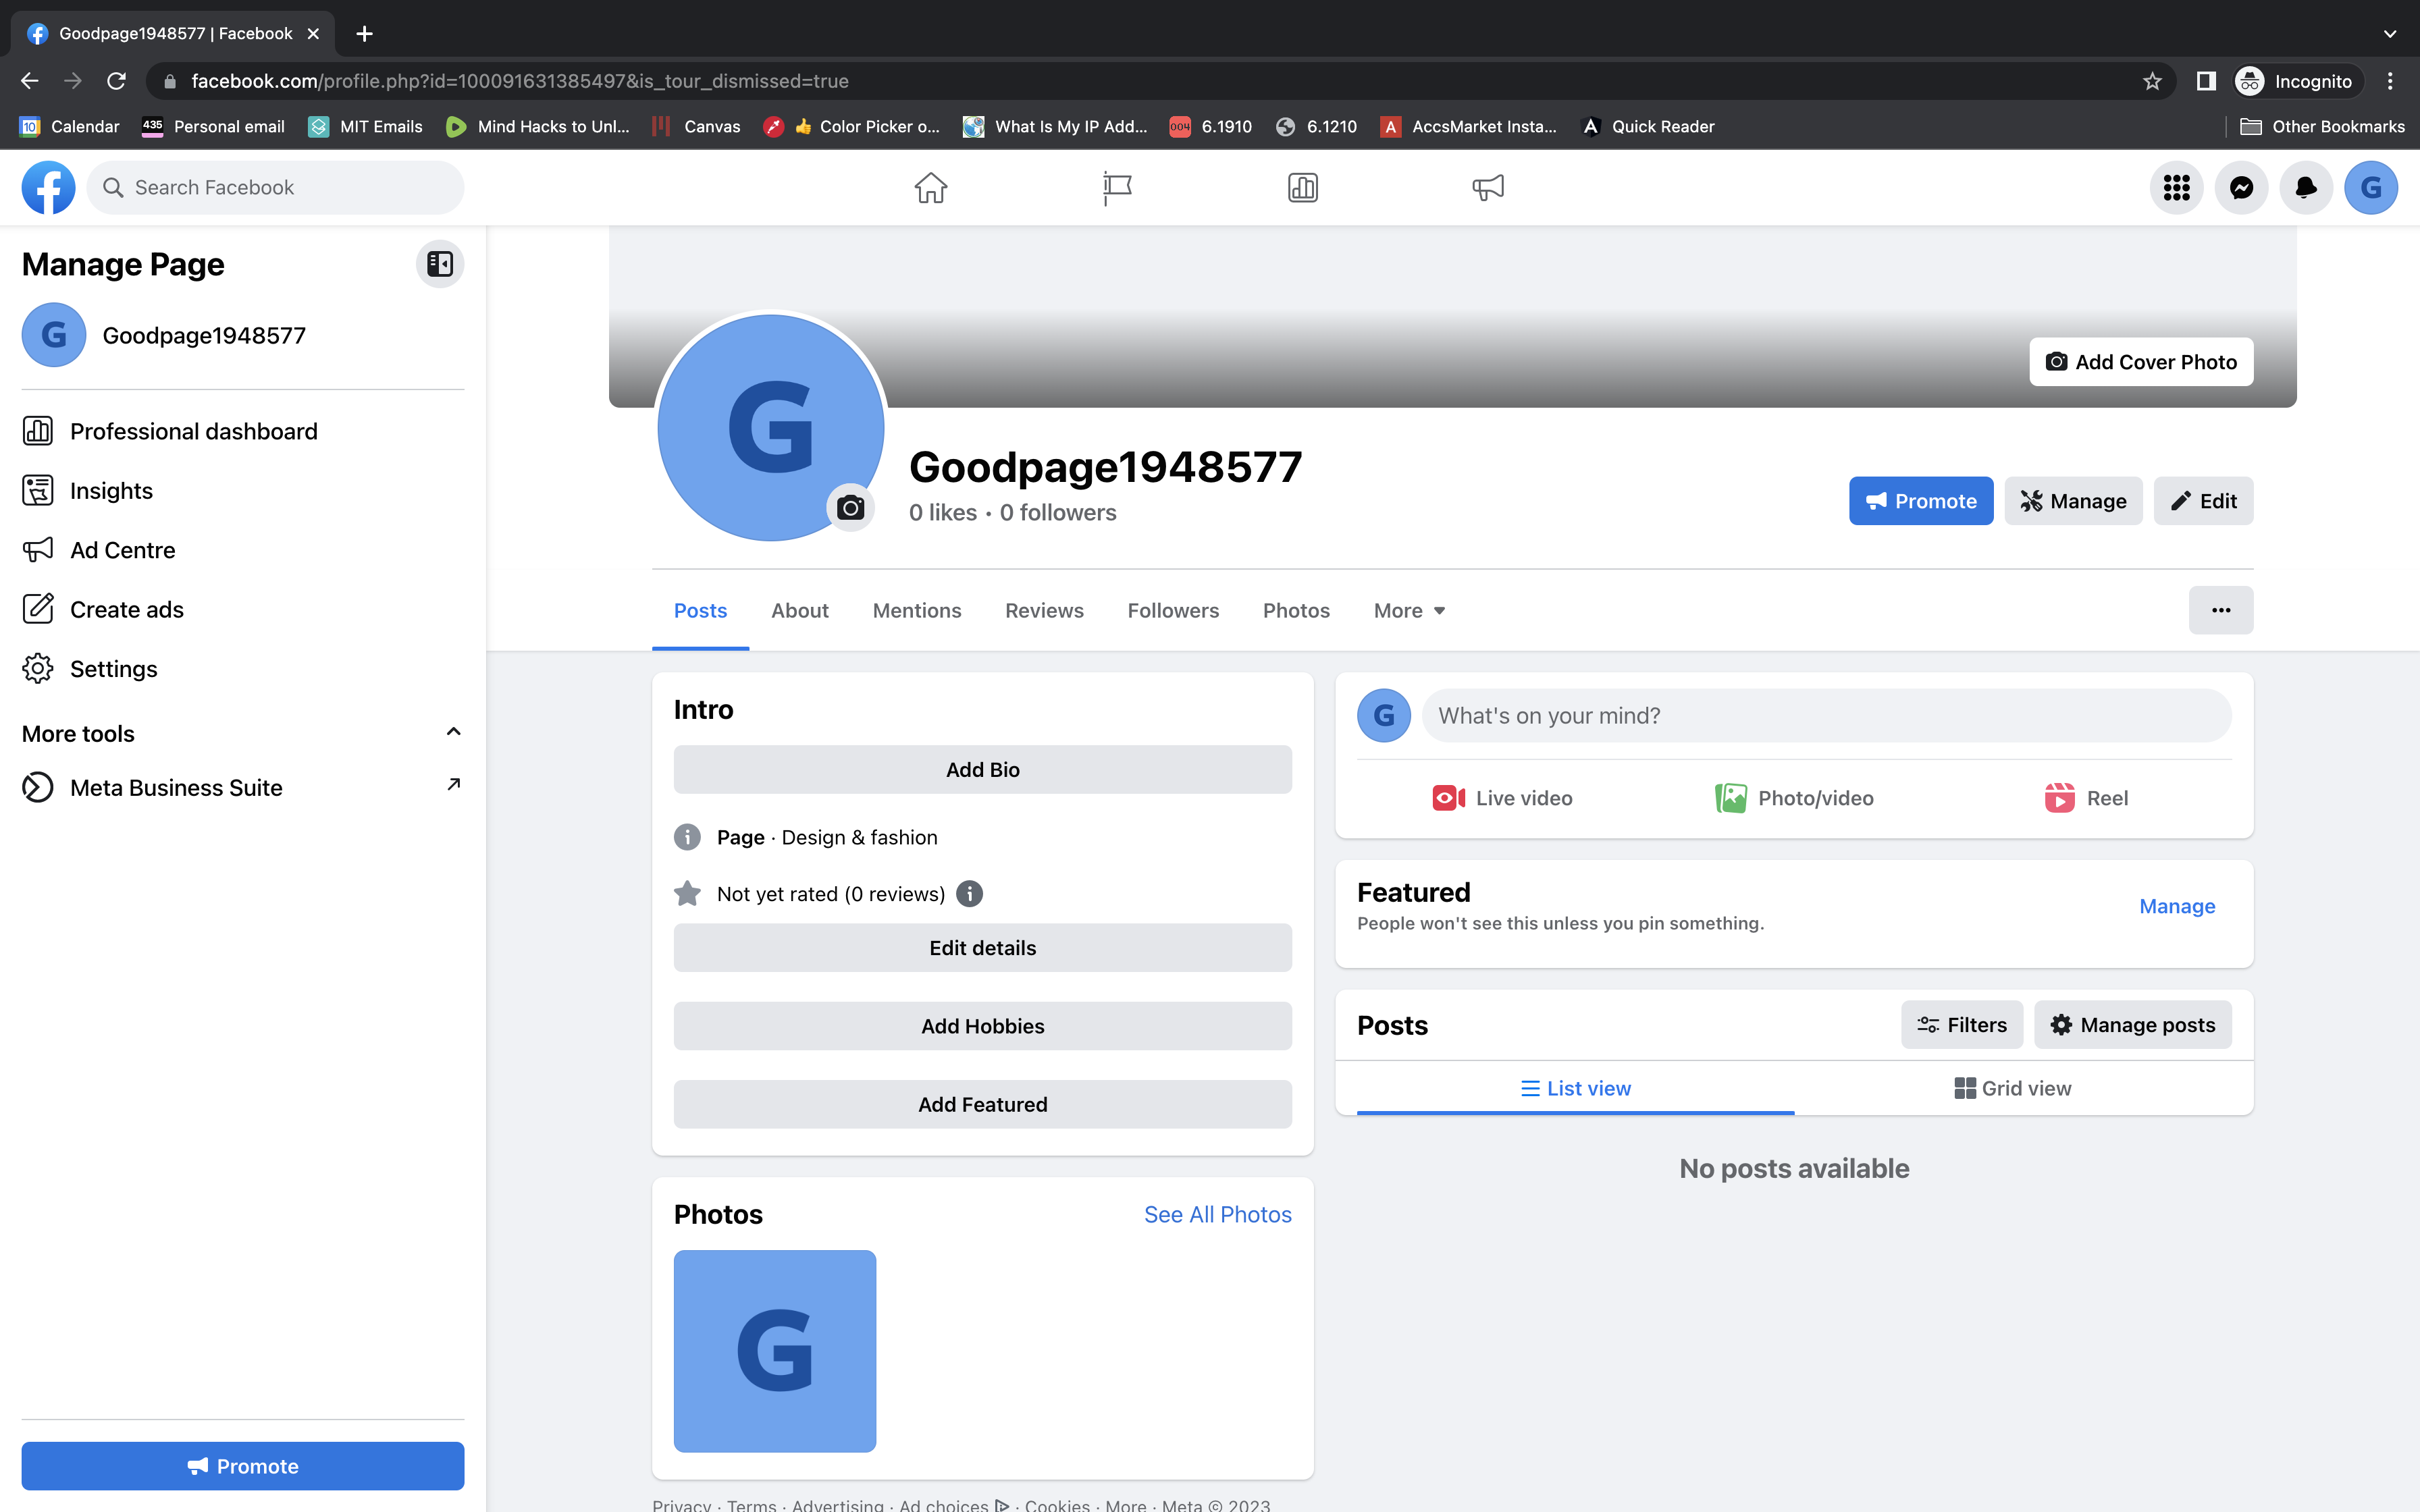 Goodpage1948577 | Facebook
facebook.com/profile.php?id=100091631385497&is_tour_dismissed=true
Incognito
10 Calendar
435 Personal email
MIT Emails
Mind Hacks to Unl...
Canvas
👍 Color Picker o...
What Is My IP Add...
004 6.1910
6.1210
A AccsMarket Insta...
Quick Reader
Other Bookmarks
Search Facebook
G
Manage Page
G Goodpage1948577
Professional dashboard
Insights
Ad Centre
Create ads
Settings
More tools
Meta Business Suite
Promote
Add Cover Photo
G
Goodpage1948577
0 likes • 0 followers
Promote
Manage
Edit
Posts
About
Mentions
Reviews
Followers
Photos
More
Intro
Add Bio
Page · Design & fashion
Not yet rated (0 reviews)
Edit details
Add Hobbies
Add Featured
Photos
See All Photos
G
Privacy · Terms · Advertising · Ad choices · Cookies · More · Meta © 2023
G What's on your mind?
Live video
Photo/video
Reel
Featured
People won't see this unless you pin something.
Manage
Posts
Filters
Manage posts
List view
Grid view
No posts available